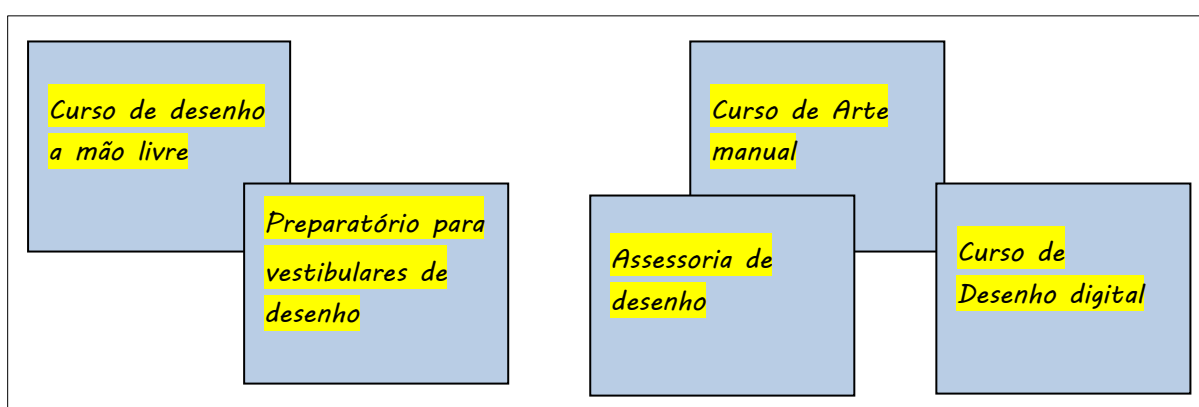 Curso de desenho
a mão livre
Preparatório para
vestibulares de
desenho
Curso de Arte
manual
Assessoria de
desenho
Curso de
Desenho digital